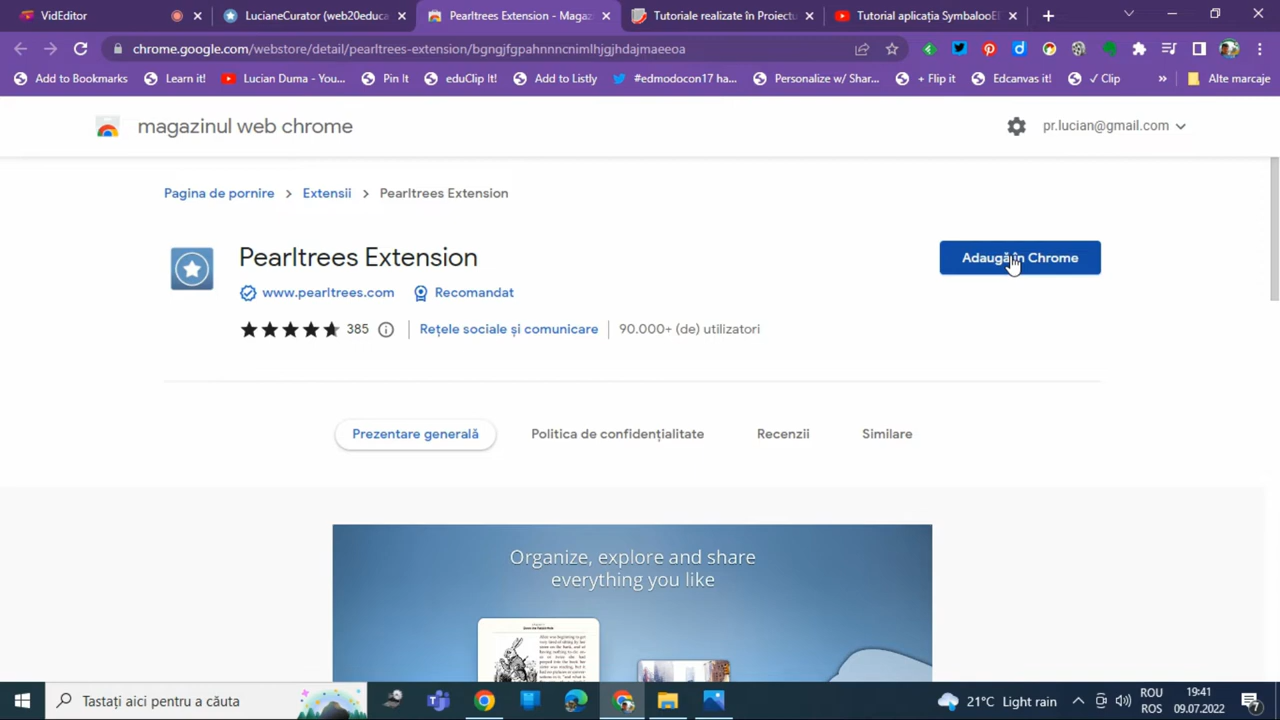 VidEditor
LucianeCurator (web20educa
Pearltrees Extension - Magaz
Tutoriale realizate în Proiectu
Tutorial aplicația SymbalooEI
chrome.google.com/webstore/detail/pearltrees-extension/bgngjfgpahnnncnimlhjgjhdajmaeeoa
Add to Bookmarks
Learn it!
Lucian Duma - You...
Pin It
eduClip It!
Add to Listly
#edmodocon17 ha...
Personalize w/ Shar...
+ Flip it
Edcanvas it!
✓ Clip
»
Alte marcaje
magazinul web chrome
pr.lucian@gmail.com
Pagina de pornire > Extensii > Pearltrees Extension
Pearltrees Extension
Adaugă în Chrome
www.pearltrees.com
Recomandat
385
Rețele sociale și comunicare
90.000+ (de) utilizatori
Prezentare generală
Politica de confidențialitate
Recenzii
Similare
Organize, explore and share
everything you like
Tastați aici pentru a căuta
21°C Light rain
ROU
ROS
19:41
09.07.2022
7